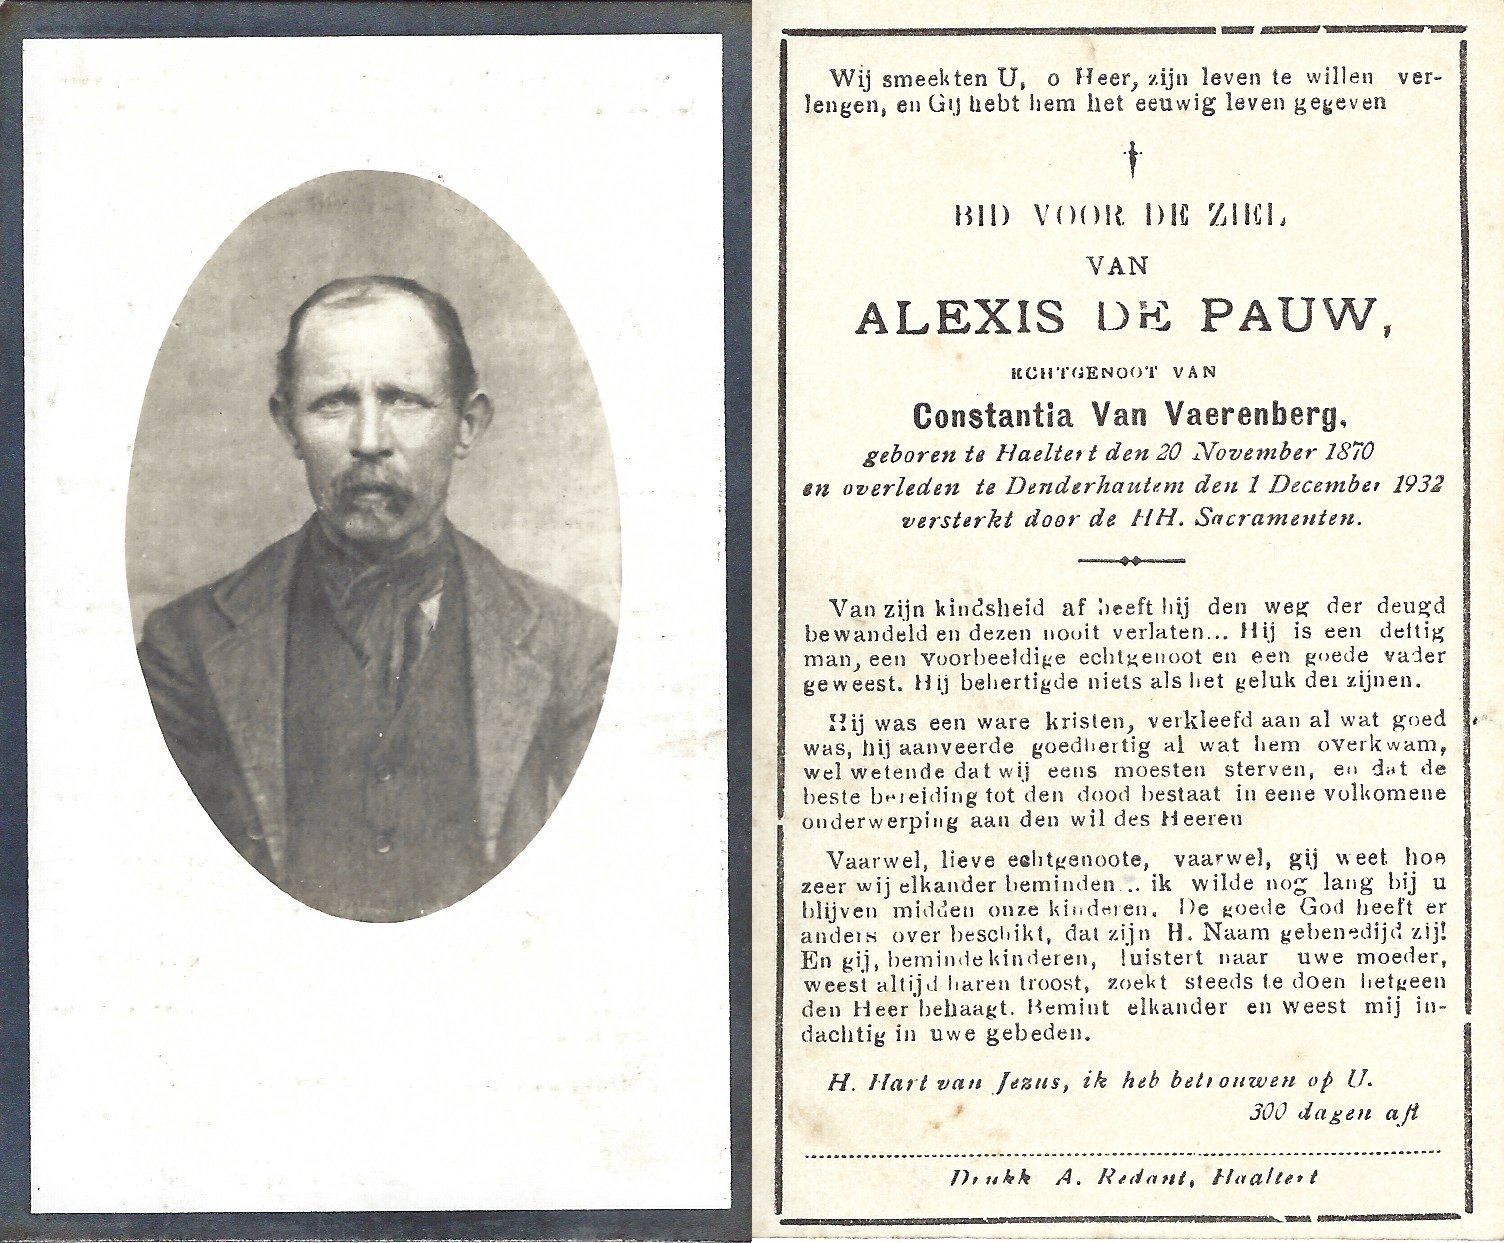 Wij smeekten U, o Heer, zijn leven te willen ver-
lengen, en Gij hebt hem het eeuwig leven gegeven
BID VOOR DE ZIEL
VAN
ALEXIS DE PAUW,
ECHTGENOOT VAN
Constantia Van Vaerenberg,
geboren te Haeltert den 20 November 1870
en overleden te Denderhautem den 1 December 1932
versterkt door de HH. Sacramenten.
Van zijn kindsheid af heeft hij den weg der deugd
bewandeld en dezen nooit verlaten... Hij is een deftig
man, een voorbeeldige echtgenoot en een goede vader
geweest. Hij behertigde niets als het geluk der zijnen.
Hij was een ware kristen, verkleefd aan al wat goed
was, hij aanveerde goedhertig al wat hem overkwam,
wel wetende dat wij eens moesten sterven, en dat de
beste bereiding tot den dood bestaat in eene volkomene
onderwerping aan den wil des Heeren
Vaarwel, lieve echtgenoote, vaarwel, gij weet hoe
zeer wij elkander beminden .. ik wilde nog lang bij u
blijven midden onze kinderen. De goede God heeft er
anders over beschikt, dat zijn H. Naam gebenedijd zij!
En gij, beminde kinderen, luistert naar uwe moeder,
weest altijd haren troost, zoekt steeds te doen hetgeen
den Heer behaagt. Bemint elkander en weest mij in-
dachtig in uwe gebeden.
H. Hart van Jezus, ik heb betrouwen op U.
300 dagen afl
Drukk A. Redant, Haaltert